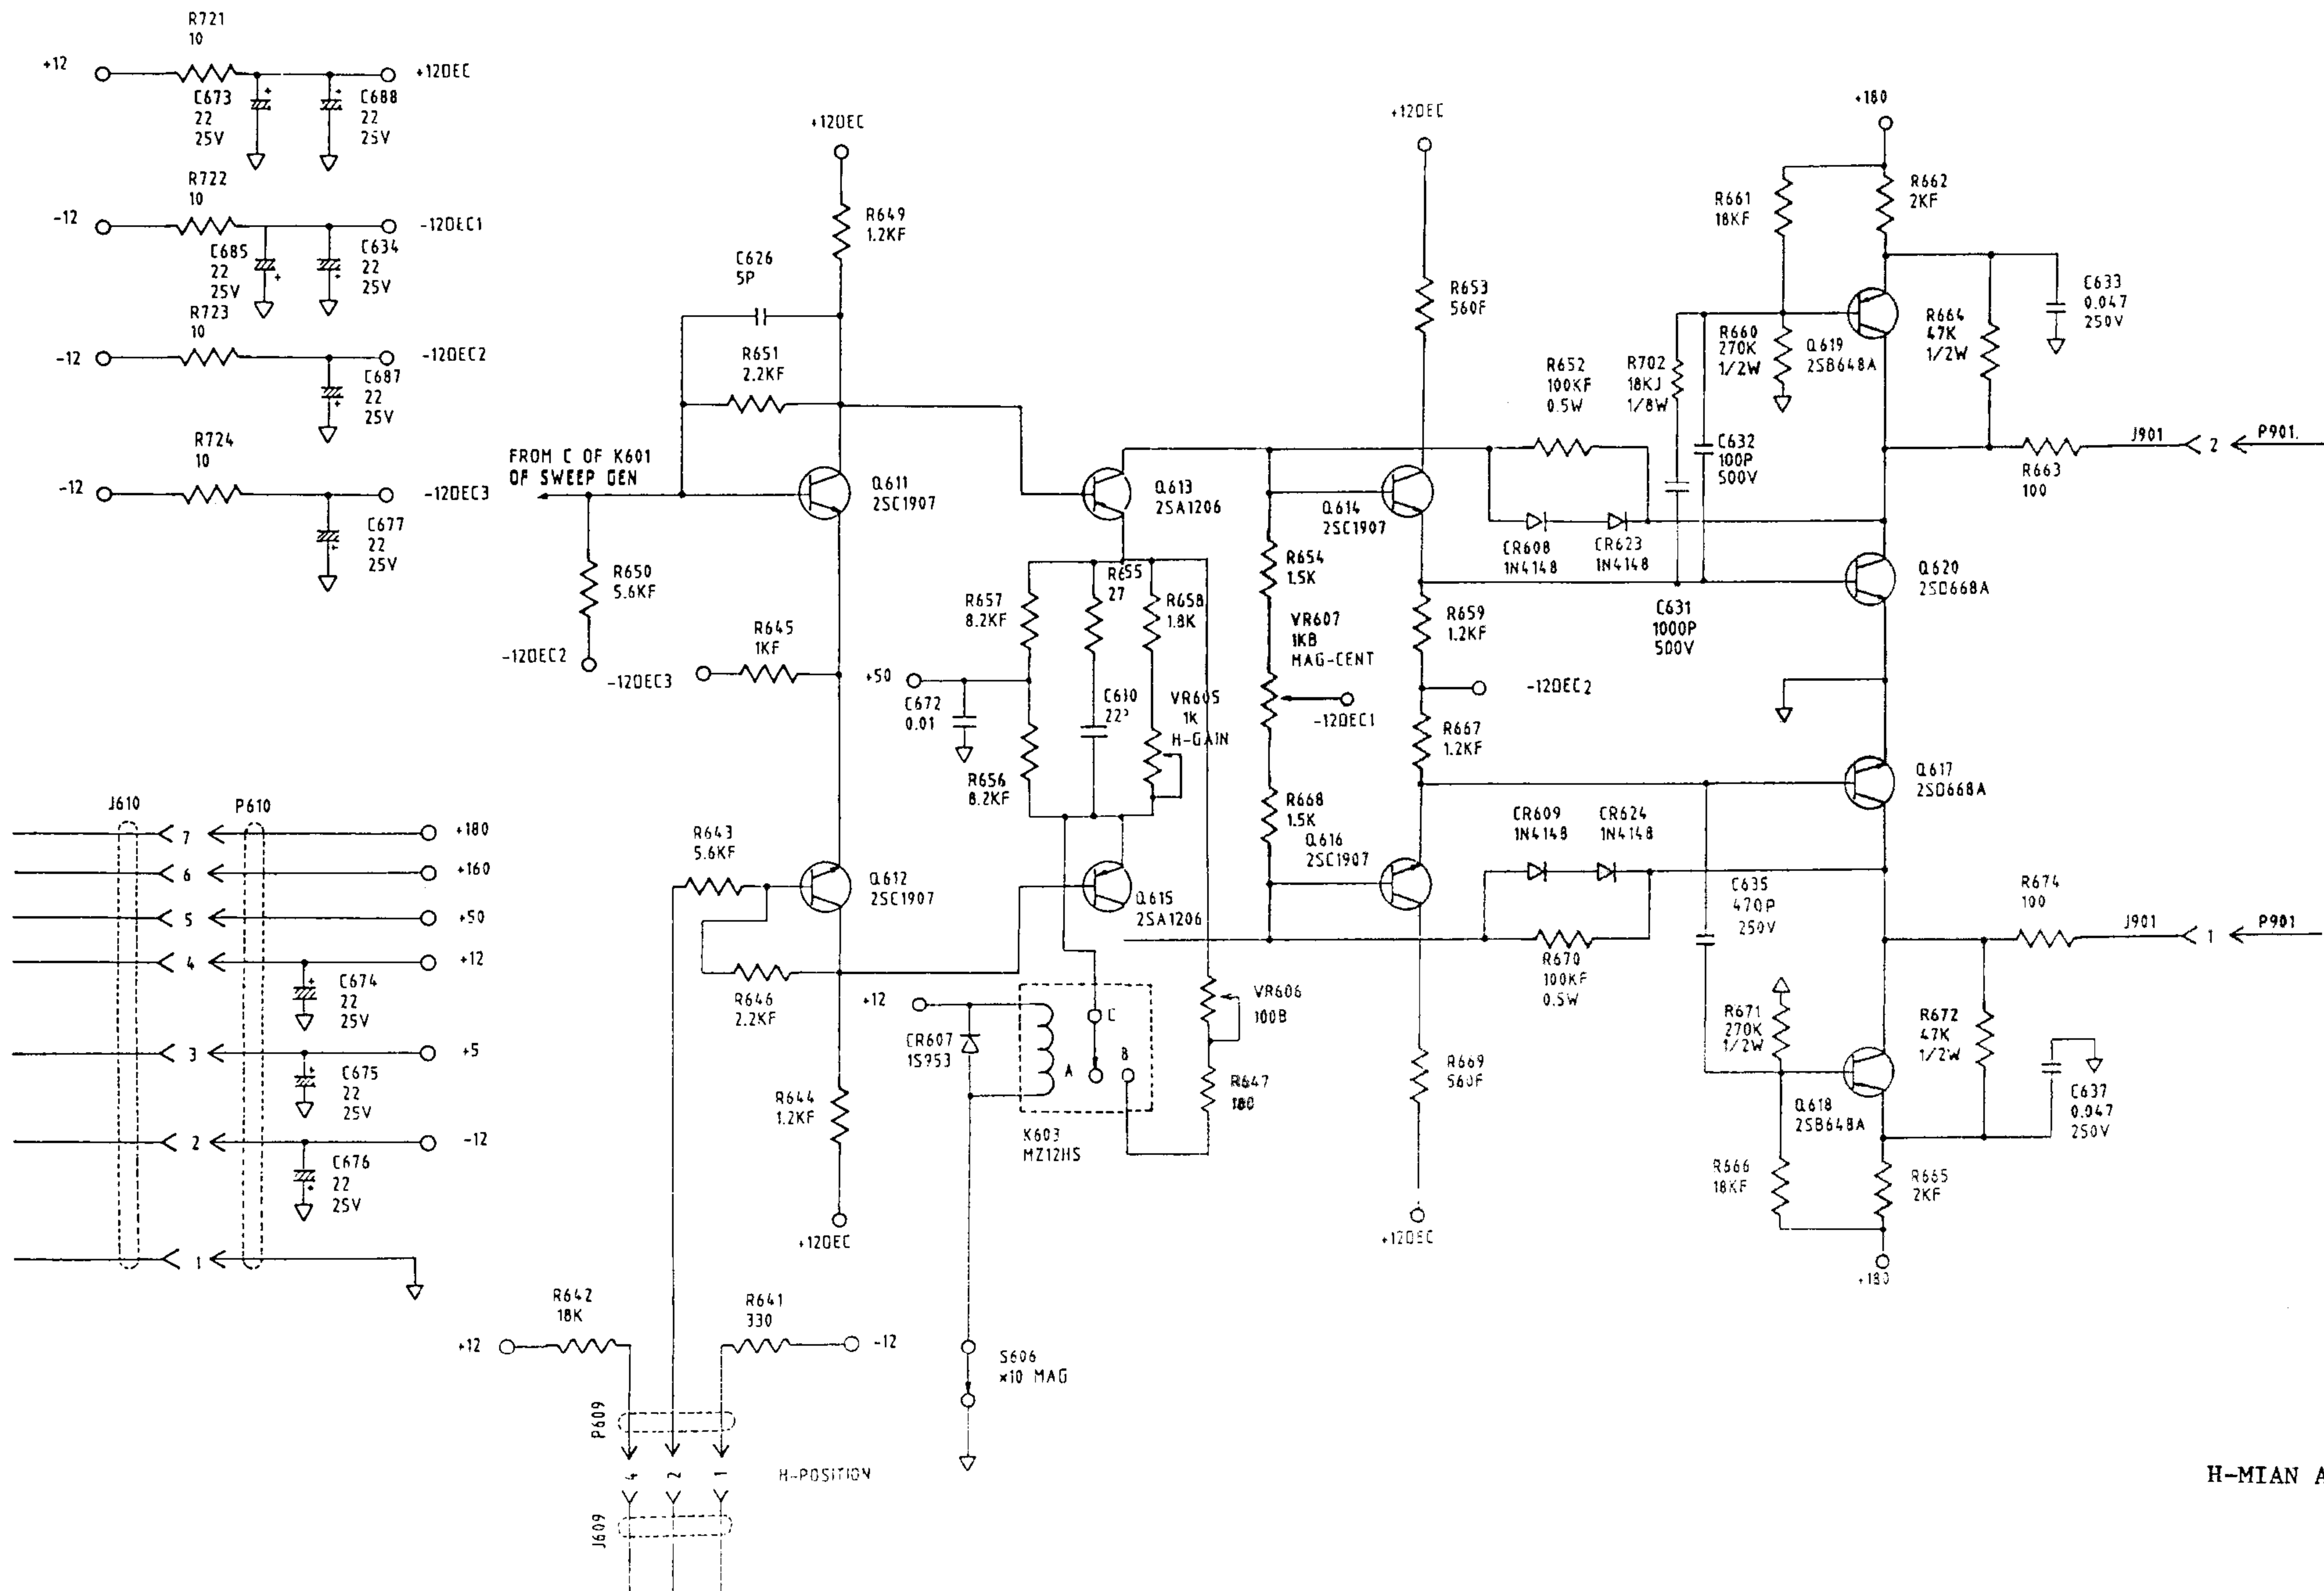 R721
10
+12
+12DEC
C673
22
25V
C688
22
25V
R722
10
-12
-12DEC1
C685
22
25V
C634
22
25V
R723
10
-12
-12DEC2
C687
22
25V
R724
10
-12
-12DEC3
C677
22
25V
+12DEC
R649
1.2KF
C626
5P
R651
2.2KF
FROM C OF K601
OF SWEEP GEN
Q611
2SC1907
R650
5.6KF
-12DEC2
R645
1KF
-12DEC3
R643
5.6KF
Q612
2SC1907
R646
2.2KF
R644
1.2KF
+12DEC
Q613
2SA1206
R657
8.2KF
R655
27
R658
1.8K
+50
C672
0.01
C630
VR605
1K
H-GAIN
R656
8.2KF
Q615
2SA1206
+12
CR607
1S953
C
A
B
K603
MZ12HS
VR606
100B
R647
180
S606
×10 MAG
+12DEC
R653
560F
Q614
2SC1907
R654
1.5K
VR607
1KB
MAG-CENT
-12DEC1
R668
1.5K
Q616
2SC1907
R659
1.2KF
-12DEC2
R667
1.2KF
R669
560F
+12DEC
R652
100KF
0.5W
R702
18KJ
1/8W
CR608
1N4148
CR623
1N4148
C631
1000P
500V
C632
100P
500V
+180
R661
18KF
R662
2KF
R660
270K
1/2W
Q619
2SB648A
R664
47K
1/2W
C633
0.047
250V
R663
100
J901
2
P901
Q620
2SD668A
Q617
2SD668A
CR609
1N4148
CR624
1N4148
C635
470P
250V
R670
100KF
0.5W
R674
100
J901
1
P901
R671
270K
1/2W
R672
47K
1/2W
C637
0.047
250V
Q618
2SB648A
R666
18KF
R665
2KF
+180
J610
P610
7
+180
6
+160
5
+50
4
+12
C674
22
25V
3
+5
C675
22
25V
2
-12
C676
22
25V
1
R642
18K
R641
330
+12
-12
P609
4
2
1
H-POSITION
J609
H-MIAN A